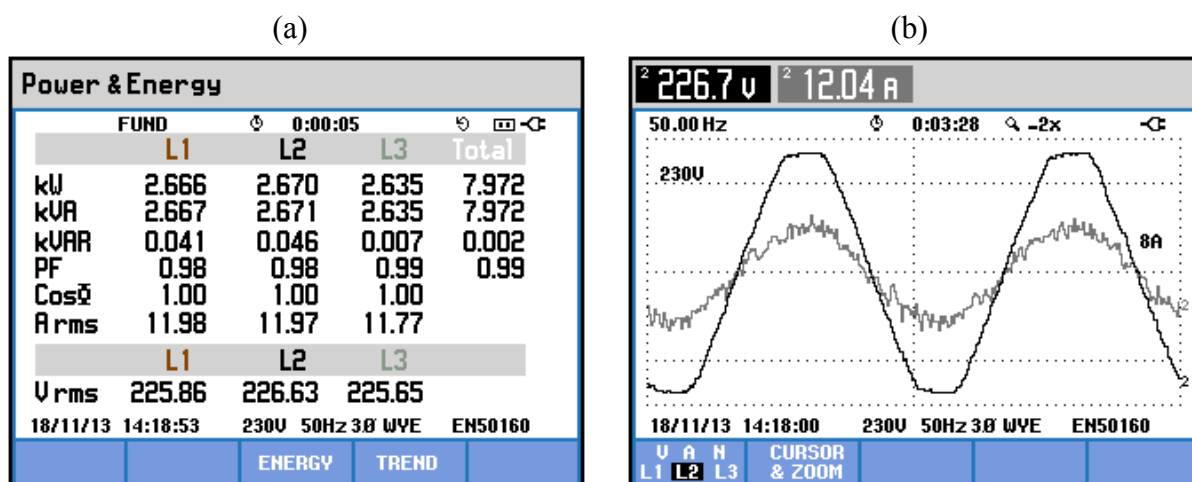 (a)
Power & Energy
FUND 0:00:05
L1 L2 L3 Total
kW 2.666 2.670 2.635 7.972
kVA 2.667 2.671 2.635 7.972
kVAR 0.041 0.046 0.007 0.002
PF 0.98 0.98 0.99 0.99
CosΦ 1.00 1.00 1.00
A rms 11.98 11.97 11.77
L1 L2 L3
V rms 225.86 226.63 225.65
18/11/13 14:18:53 230V 50Hz 3Ø WYE EN50160
ENERGY TREND
(b)
2 226.7 V 2 12.04 A
50.00 Hz 0:03:28 -2x
230V
8A
2
2
18/11/13 14:18:00 230V 50Hz 3Ø WYE EN50160
V A N CURSOR
L1 L2 L3 & ZOOM